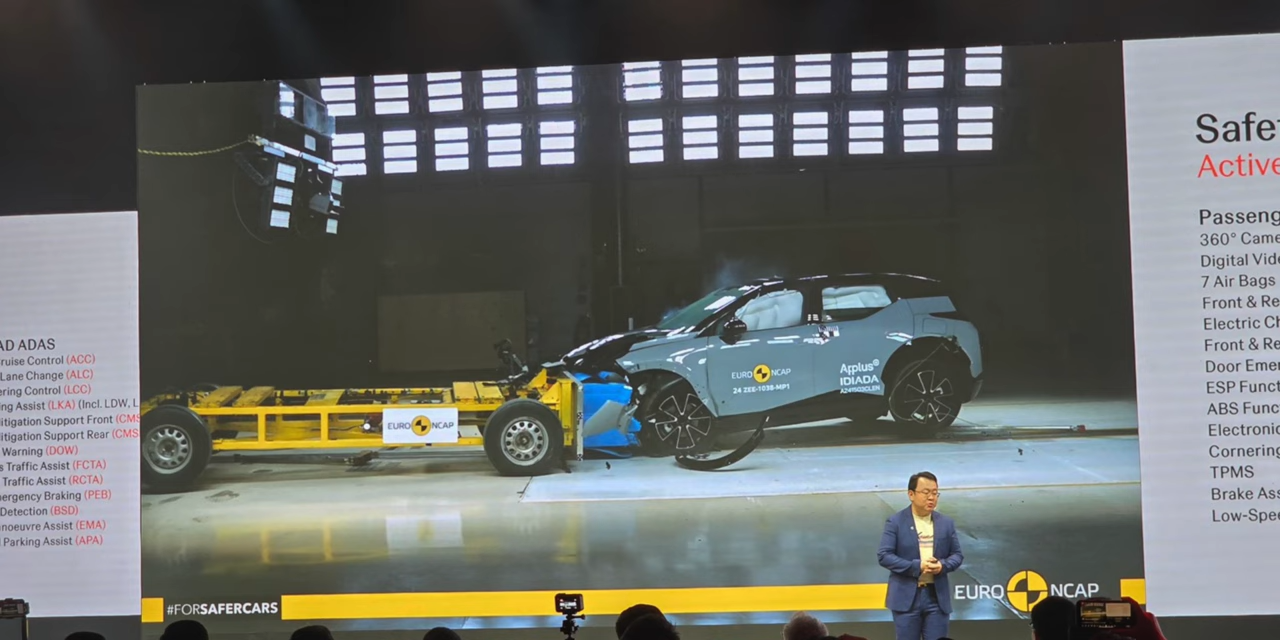 AD ADAS
ruise Control (ACC)
Lane Change (ALC)
ering Control (LCC)
ing Assist (LKA) (Incl. LDW, L
itigation Support Front (CMS
itigation Support Rear (CMS
Warning (DOW)
s Traffic Assist (FCTA)
Traffic Assist (RCTA)
ergency Braking (PEB)
Detection (BSD)
noeuvre Assist (EMA)
l Parking Assist (APA)
EURO NCAP
EURO NCAP
24 ZEE-1038-MP1
Applus
IDIADA
#FORSAFERCARS
EURO NCAP
Safe
Active
Passeng
360° Came
Digital Vide
7 Air Bags
Front & Re
Electric Ch
Front & Re
Door Emer
ESP Funct
ABS Func
Electronic
Cornering
TPMS
Brake Ass
Low-Spee